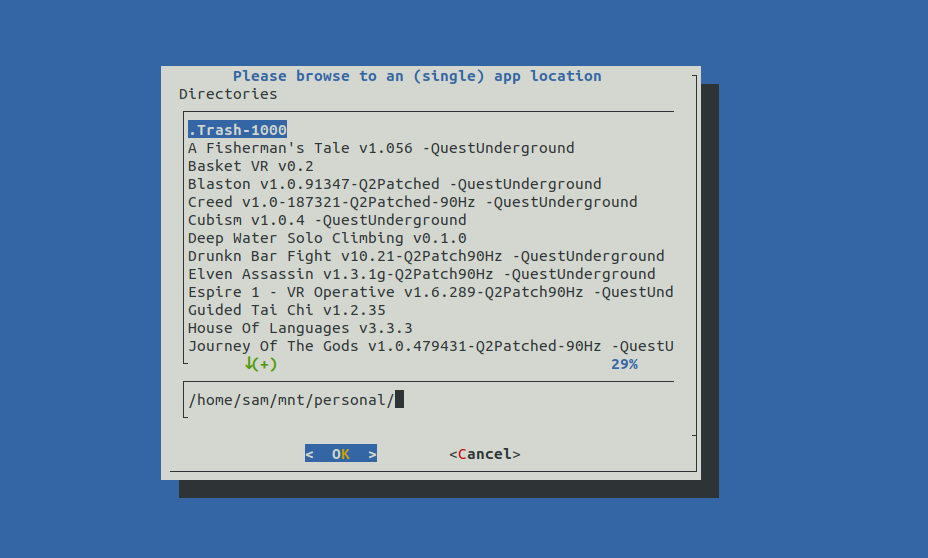 Please browse to an (single) app location
Directories
.Trash-1000
A Fisherman's Tale v1.056 -QuestUnderground
Basket VR v0.2
Blaston v1.0.91347-Q2Patched -QuestUnderground
Creed v1.0-187321-Q2Patched-90Hz -QuestUnderground
Cubism v1.0.4 -QuestUnderground
Deep Water Solo Climbing v0.1.0
Drunkn Bar Fight v10.21-Q2Patch90Hz -QuestUnderground
Elven Assassin v1.3.1g-Q2Patch90Hz -QuestUnderground
Espire 1 - VR Operative v1.6.289-Q2Patch90Hz -QuestUnd
Guided Tai Chi v1.2.35
House Of Languages v3.3.3
Journey Of The Gods v1.0.479431-Q2Patched-90Hz -QuestU
↓(+) 29%
/home/sam/mnt/personal/
< OK > <Cancel>